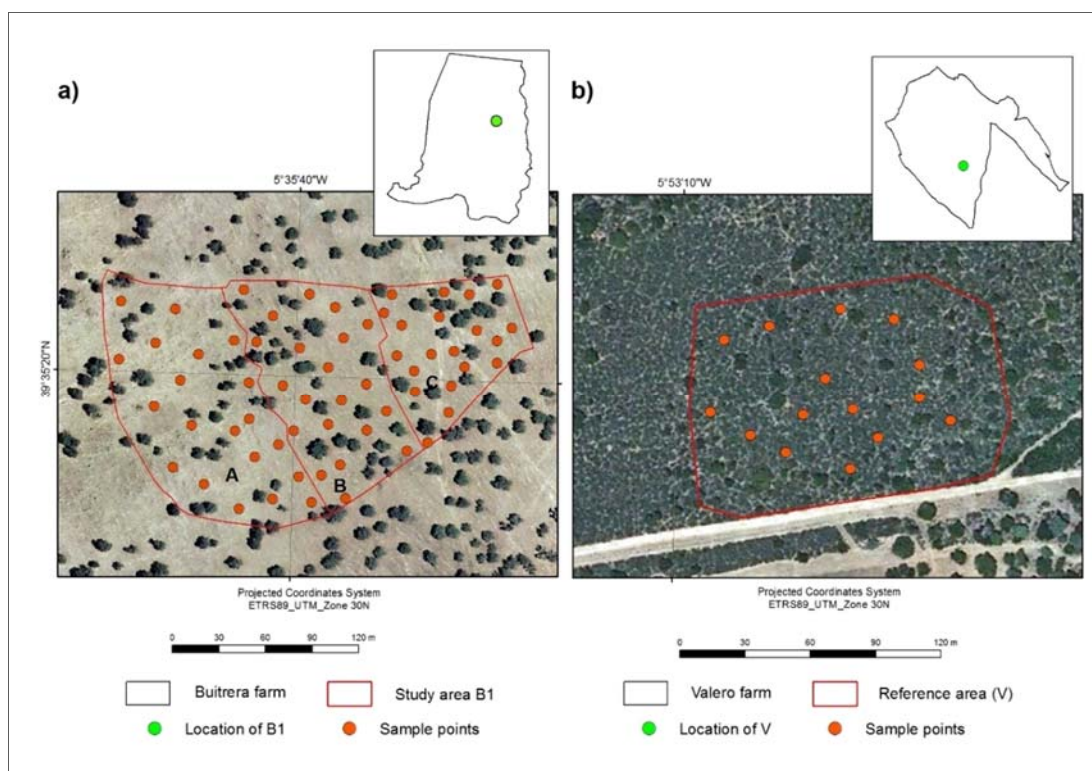 a)
5°35'40"W
39°35'20"N
A
B
C
Projected Coordinates System
ETRS89_UTM_Zone 30N
0 30 60 90 120 m
Buitrera farm
Study area B1
Location of B1
Sample points
b)
5°53'10"W
Projected Coordinates System
ETRS89_UTM_Zone 30N
0 30 60 90 120 m
Valero farm
Reference area (V)
Location of V
Sample points